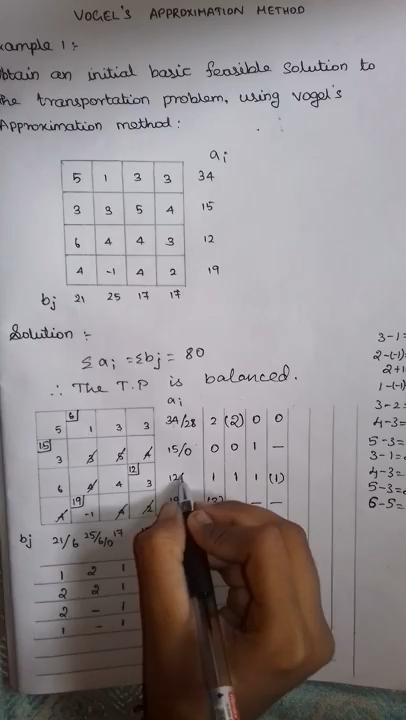 VOGEL'S APPROXIMATION METHOD
xample 1:-
btain an initial basic feasible solution to
the transportation problem, using Vogel's
Approximation method:
ai
5 1 3 3 34
3 3 5 4 15
6 4 4 3 12
4 -1 4 2 19
bj 21 25 17 17
Solution :-
Σ ai = Σ bj = 80
∴ The T.P is balanced.
ai
6
5 1 3 3 34/28 2 (2) 0 0
15
3 3 5 4 15/0 0 0 1 -
12
6 4 4 3 12 1 1 1 (1)
19
4 -1 4 2 19 (3) - -
bj 21/6 25/6/0 17
1 2 1
2 2 1
2 - 1
1 - 1
3-1=
2-(-1)
2+1
1-(-1)
3-2=
4-3=
5-3=
3-1=
4-3=
5-3=
6-5=